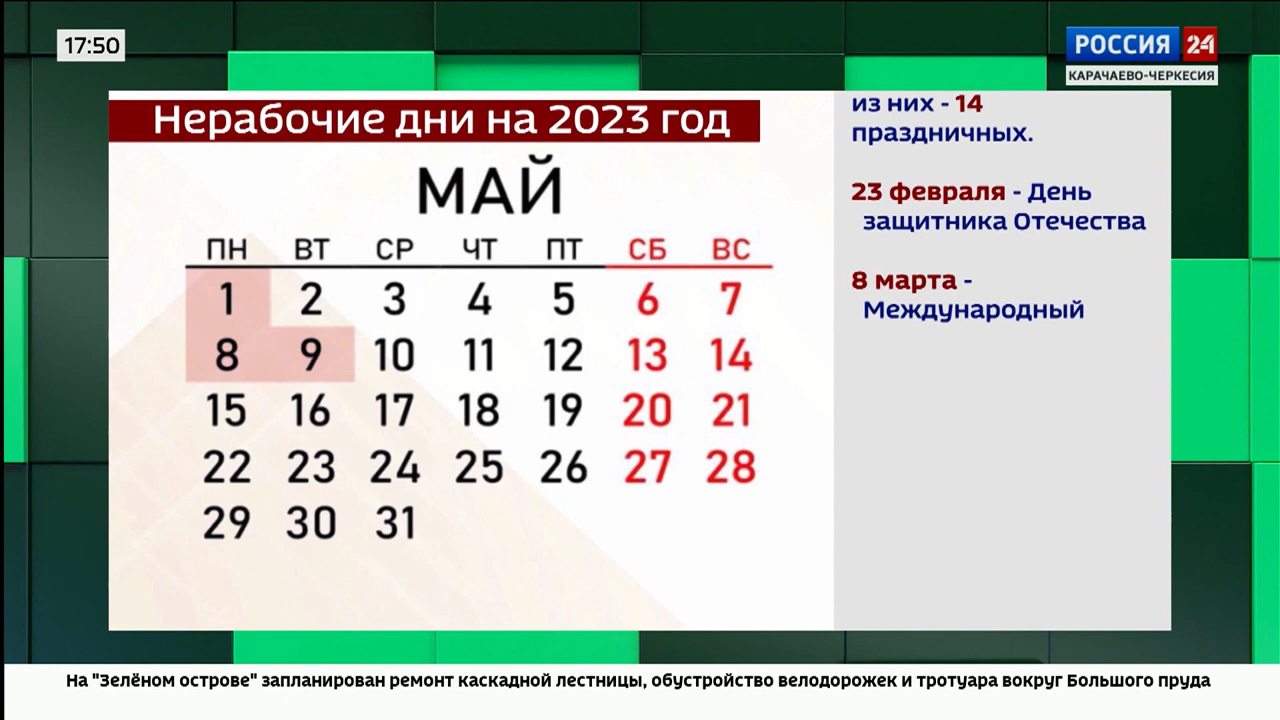 17:50
РОССИЯ 24
КАРАЧАЕВО-ЧЕРКЕСИЯ
Нерабочие дни на 2023 год
МАЙ
ПН ВТ СР ЧТ ПТ СБ ВС
1 2 3 4 5 6 7
8 9 10 11 12 13 14
15 16 17 18 19 20 21
22 23 24 25 26 27 28
29 30 31
из них - 14
праздничных.
23 февраля - День
защитника Отечества
8 марта -
Международный
На "Зелёном острове" запланирован ремонт каскадной лестницы, обустройство велодорожек и тротуара вокруг Большого пруда